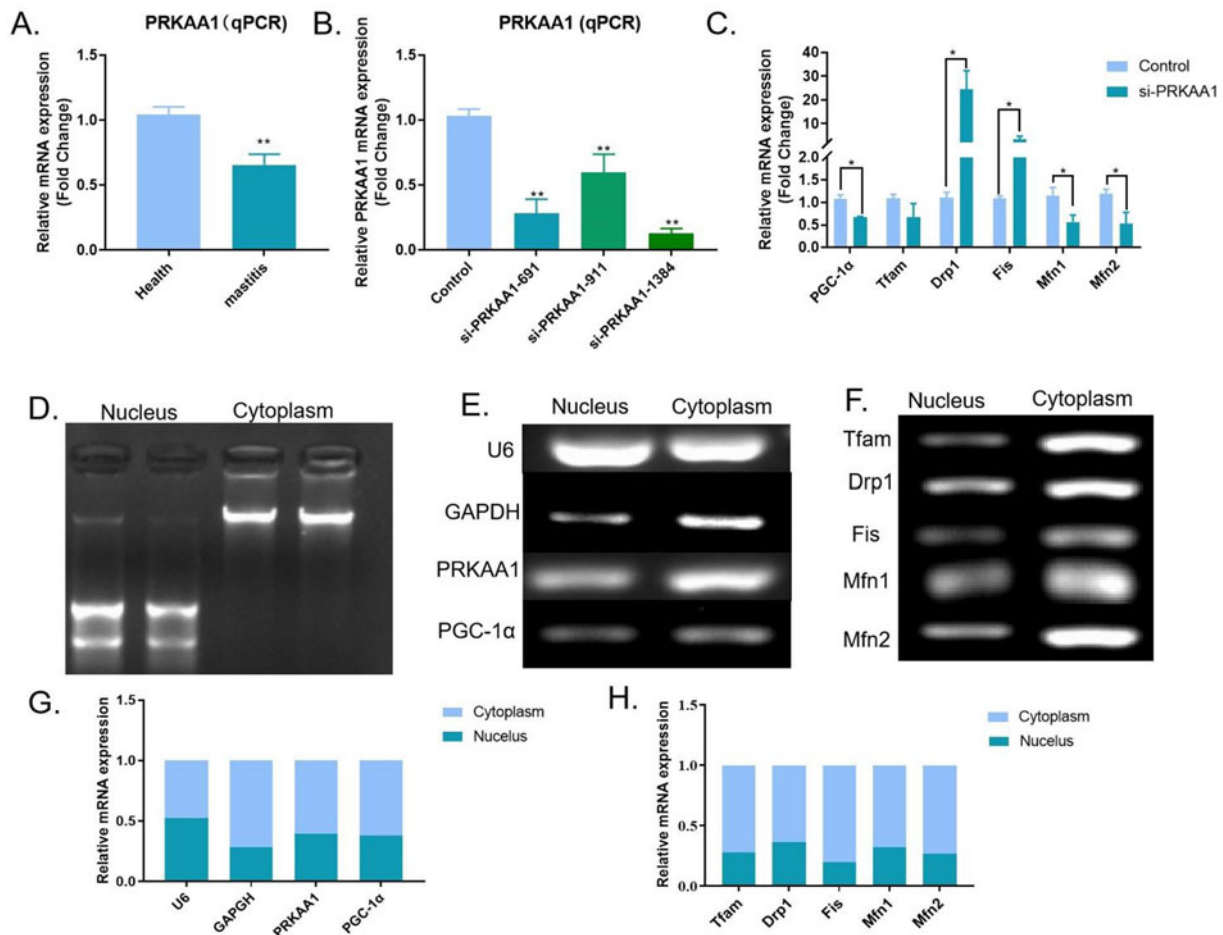 A.
PRKAA1（qPCR)
Relative mRNA expression
(Fold Change)
1.5
1.0
0.5
0.0
**
Health
mastitis
B.
PRKAA1 (qPCR)
Relative PRKAA1 mRNA expression
(Fold Change)
1.5
1.0
0.5
0.0
**
**
**
Control
si-PRKAA1-691
si-PRKAA1-911
si-PRKAA1-1384
C.
Relative mRNA expression
(Fold Change)
40
30
20
10
2.0
1.5
1.0
0.5
0.0
*
*
*
*
*
PGC-1α
Tfam
Drp1
Fis
Mfn1
Mfn2
Control
si-PRKAA1
D.
Nucleus Cytoplasm
E.
Nucleus Cytoplasm
U6
GAPDH
PRKAA1
PGC-1α
F.
Nucleus Cytoplasm
Tfam
Drp1
Fis
Mfn1
Mfn2
G.
Relative mRNA expression
1.5
1.0
0.5
0.0
U6
GAPGH
PRKAA1
PGC-1α
Cytoplasm
Nucelus
H.
Relative mRNA expression
1.5
1.0
0.5
0.0
Tfam
Drp1
Fis
Mfn1
Mfn2
Cytoplasm
Nucelus